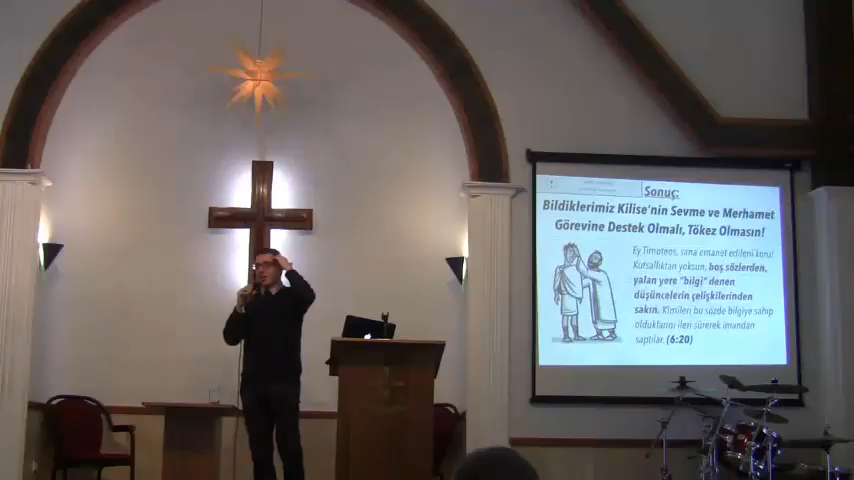 Sonuç:
Bildiklerimiz Kilise'nin Sevme ve Merhamet
Görevine Destek Olmalı, Tökez Olmasın!
Ey Timoteos, sana emanet edileni koru!
Kutsallıktan yoksun, boş sözlerden,
yalan yere "bilgi" denen
düşüncelerin çelişkilerinden
sakın. Kimileri bu sözde bilgiye sahip
olduklarını ileri sürerek imandan
saptılar. (6:20)